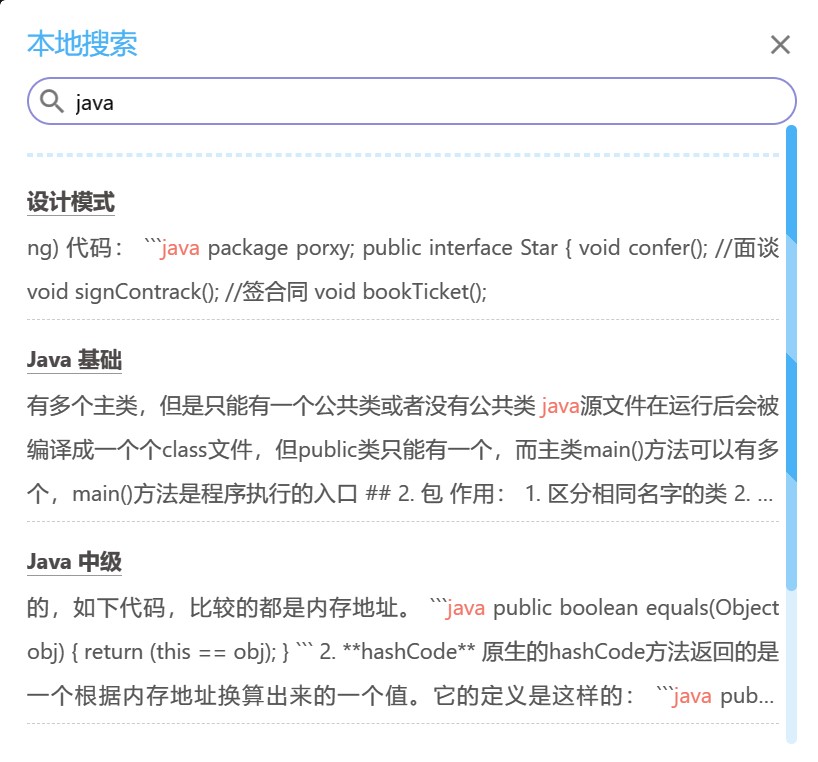 本地搜索
java
设计模式
ng) 代码： ```java package porxy; public interface Star { void confer(); //面谈
void signContrack(); //签合同 void bookTicket();
Java 基础
有多个主类，但是只能有一个公共类或者没有公共类 java源文件在运行后会被
编译成一个个class文件，但public类只能有一个，而主类main()方法可以有多
个，main()方法是程序执行的入口 ## 2. 包 作用： 1. 区分相同名字的类 2. ...
Java 中级
的，如下代码，比较的都是内存地址。 ```java public boolean equals(Object
obj) { return (this == obj); } ``` 2. **hashCode** 原生的hashCode方法返回的是
一个根据内存地址换算出来的一个值。它的定义是这样的： ```java pub...